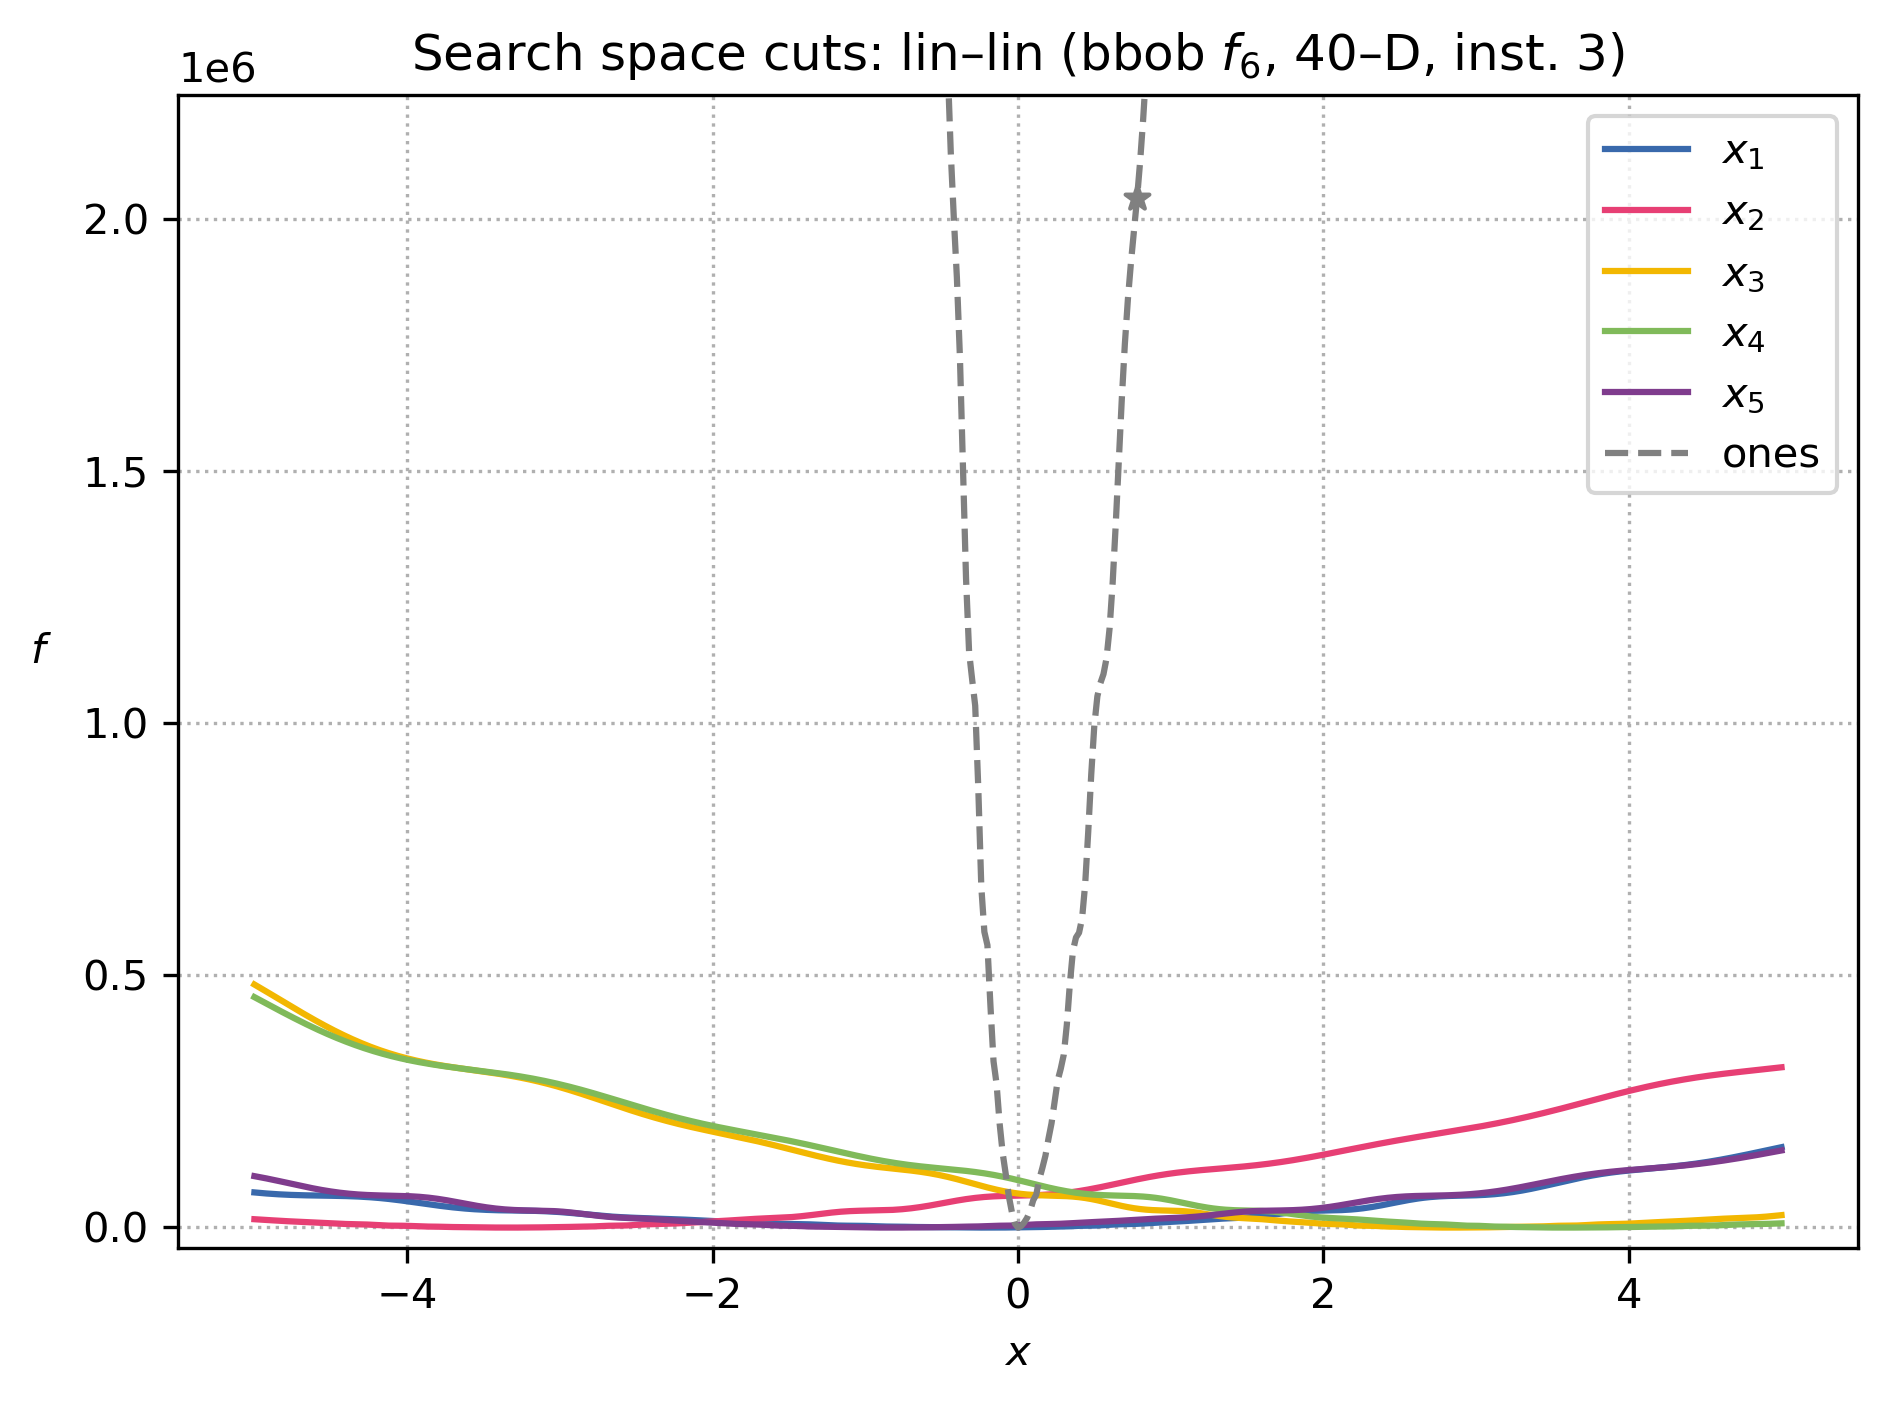 Search space cuts: lin–lin (bbob f₆, 40–D, inst. 3)
1e6
x₁
x₂
x₃
x₄
x₅
ones
2.0
1.5
1.0
0.5
0.0
f
−4 −2 0 2 4
x